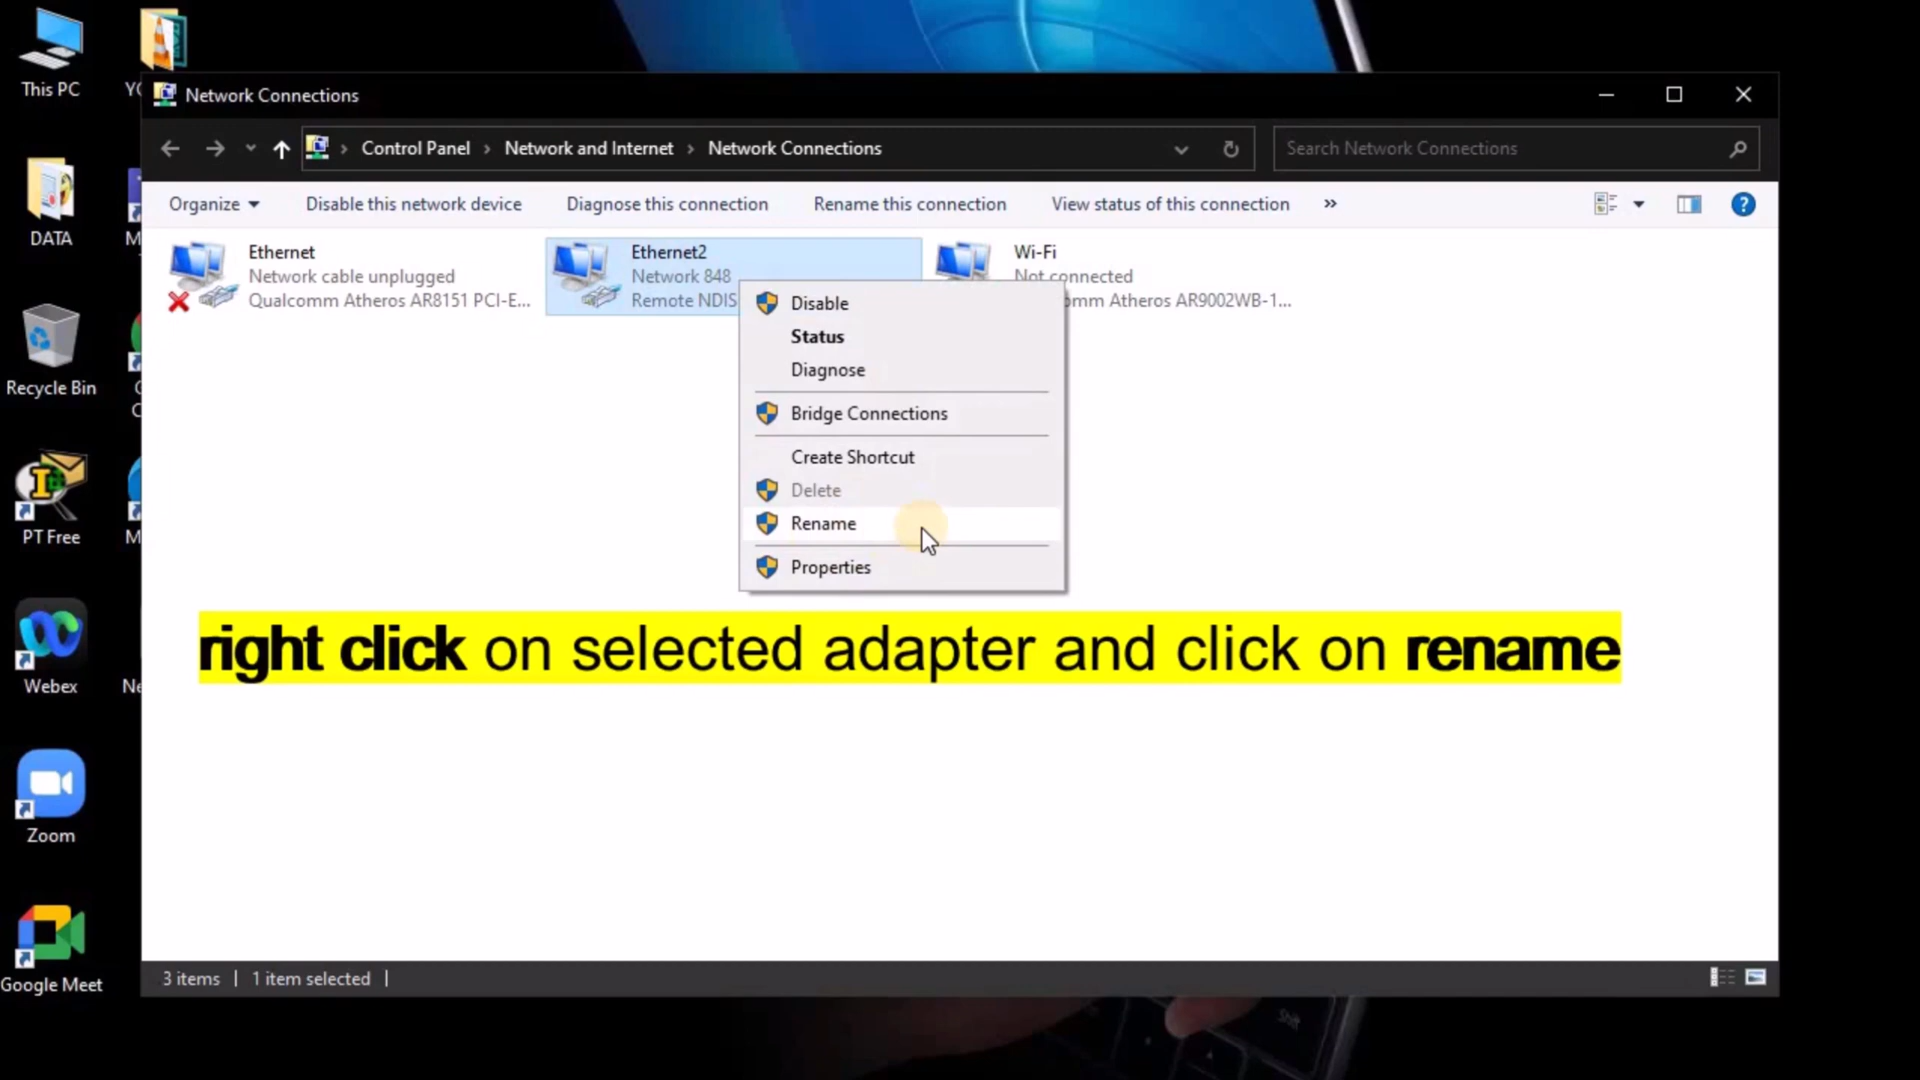 This PC
DATA
Recycle Bin
PT Free
Webex
Zoom
Google Meet
Network Connections
Control Panel > Network and Internet > Network Connections
Search Network Connections
Organize
Disable this network device
Diagnose this connection
Rename this connection
View status of this connection
»
Ethernet
Network cable unplugged
Qualcomm Atheros AR8151 PCI-E...
Ethernet2
Network 848
Remote NDIS
Wi-Fi
Not connected
Atheros AR9002WB-1...
Disable
Status
Diagnose
Bridge Connections
Create Shortcut
Delete
Rename
Properties
right click on selected adapter and click on rename
3 items
1 item selected
Shift